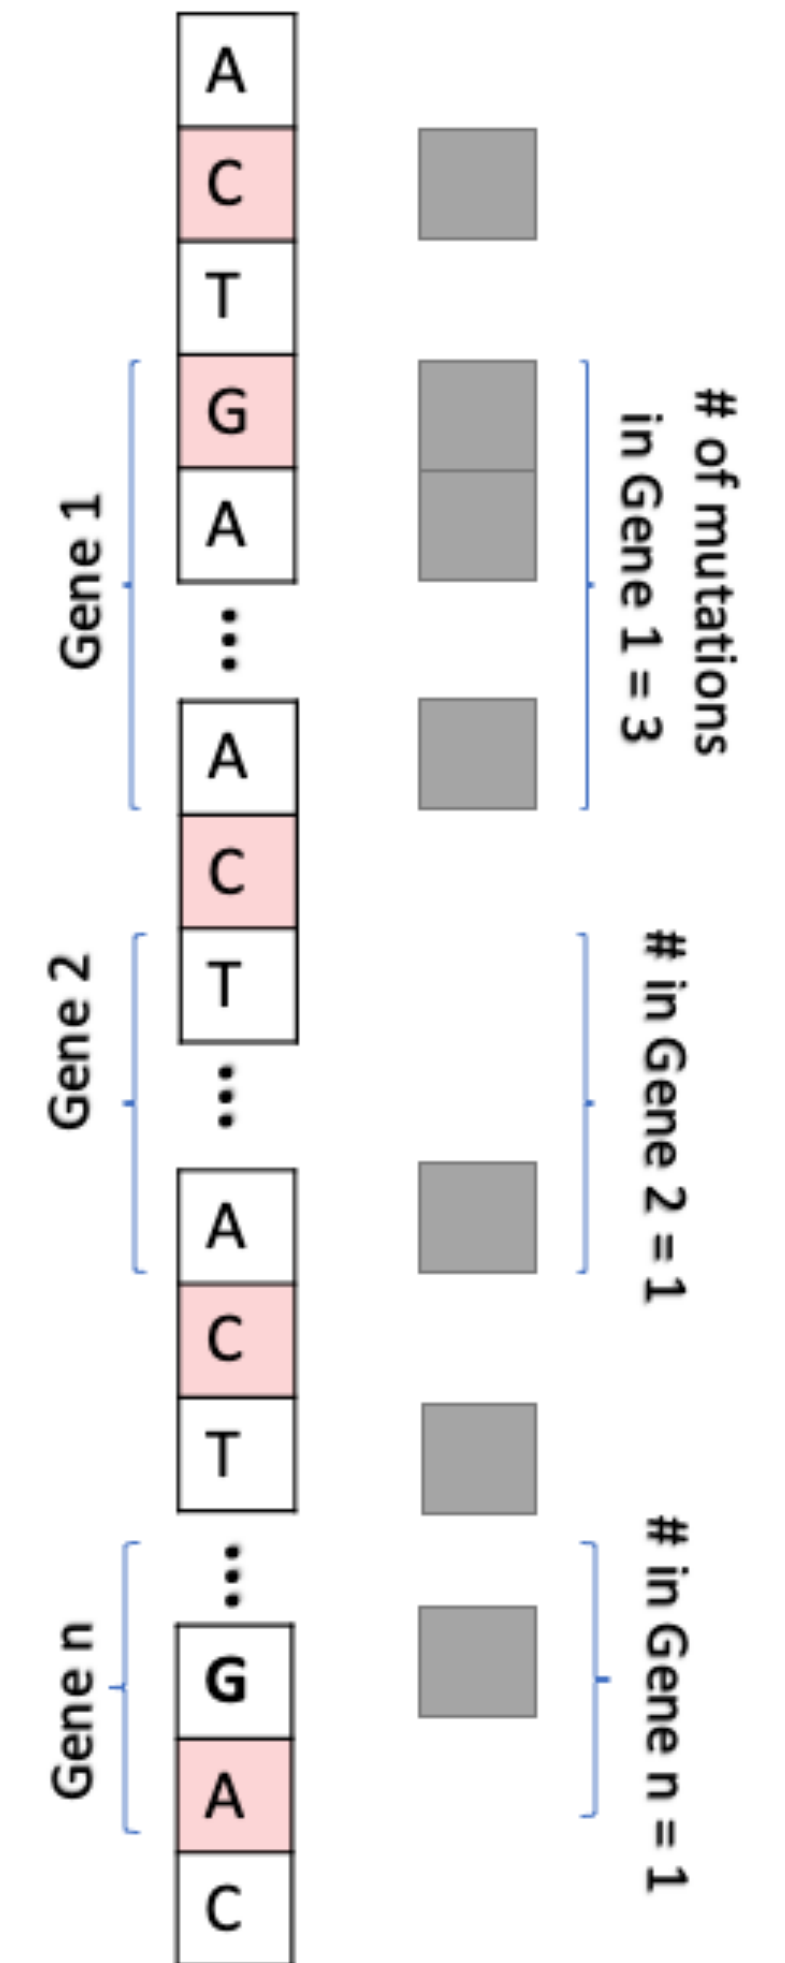 A
C
T
G
A
...
A
C
T
...
A
C
T
...
G
A
C
Gene 1
Gene 2
Gene n
# of mutations
in Gene 1 = 3
# in Gene 2 = 1
# in Gene n = 1